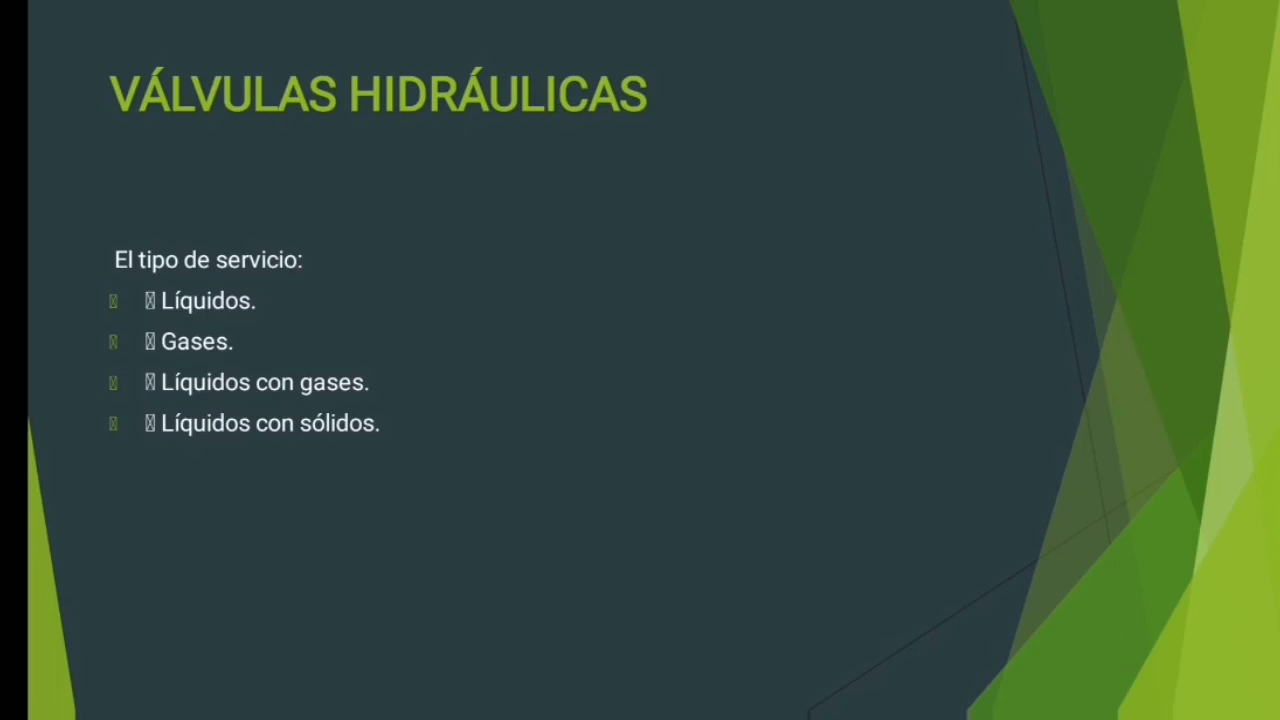 VÁLVULAS HIDRÁULICAS
El tipo de servicio:
Líquidos.
Gases.
Líquidos con gases.
Líquidos con sólidos.